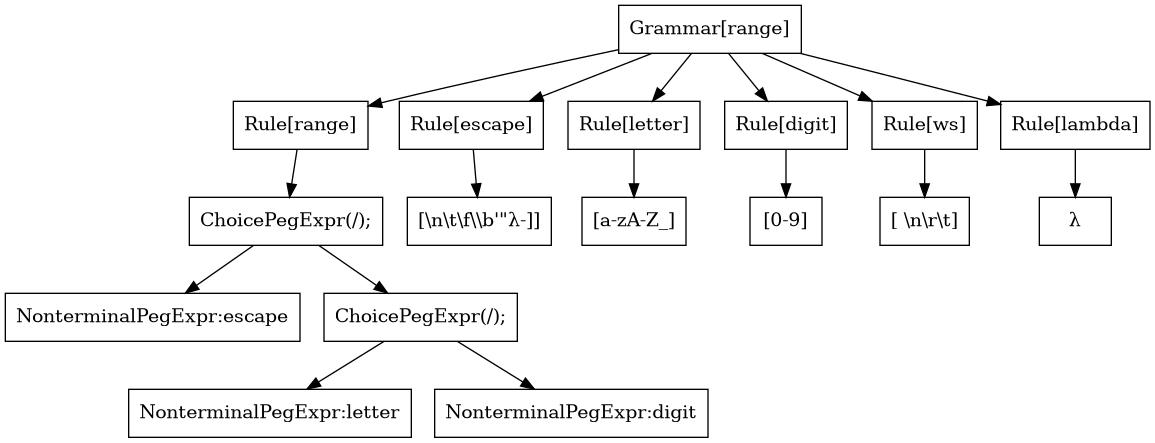 Grammar[range]
Rule[range]
Rule[escape]
Rule[letter]
Rule[digit]
Rule[ws]
Rule[lambda]
ChoicePegExpr(/);
[\n\t\f\\b'"λ-]]
[a-zA-Z_]
[0-9]
[ \n\r\t]
λ
NonterminalPegExpr:escape
ChoicePegExpr(/);
NonterminalPegExpr:letter
NonterminalPegExpr:digit